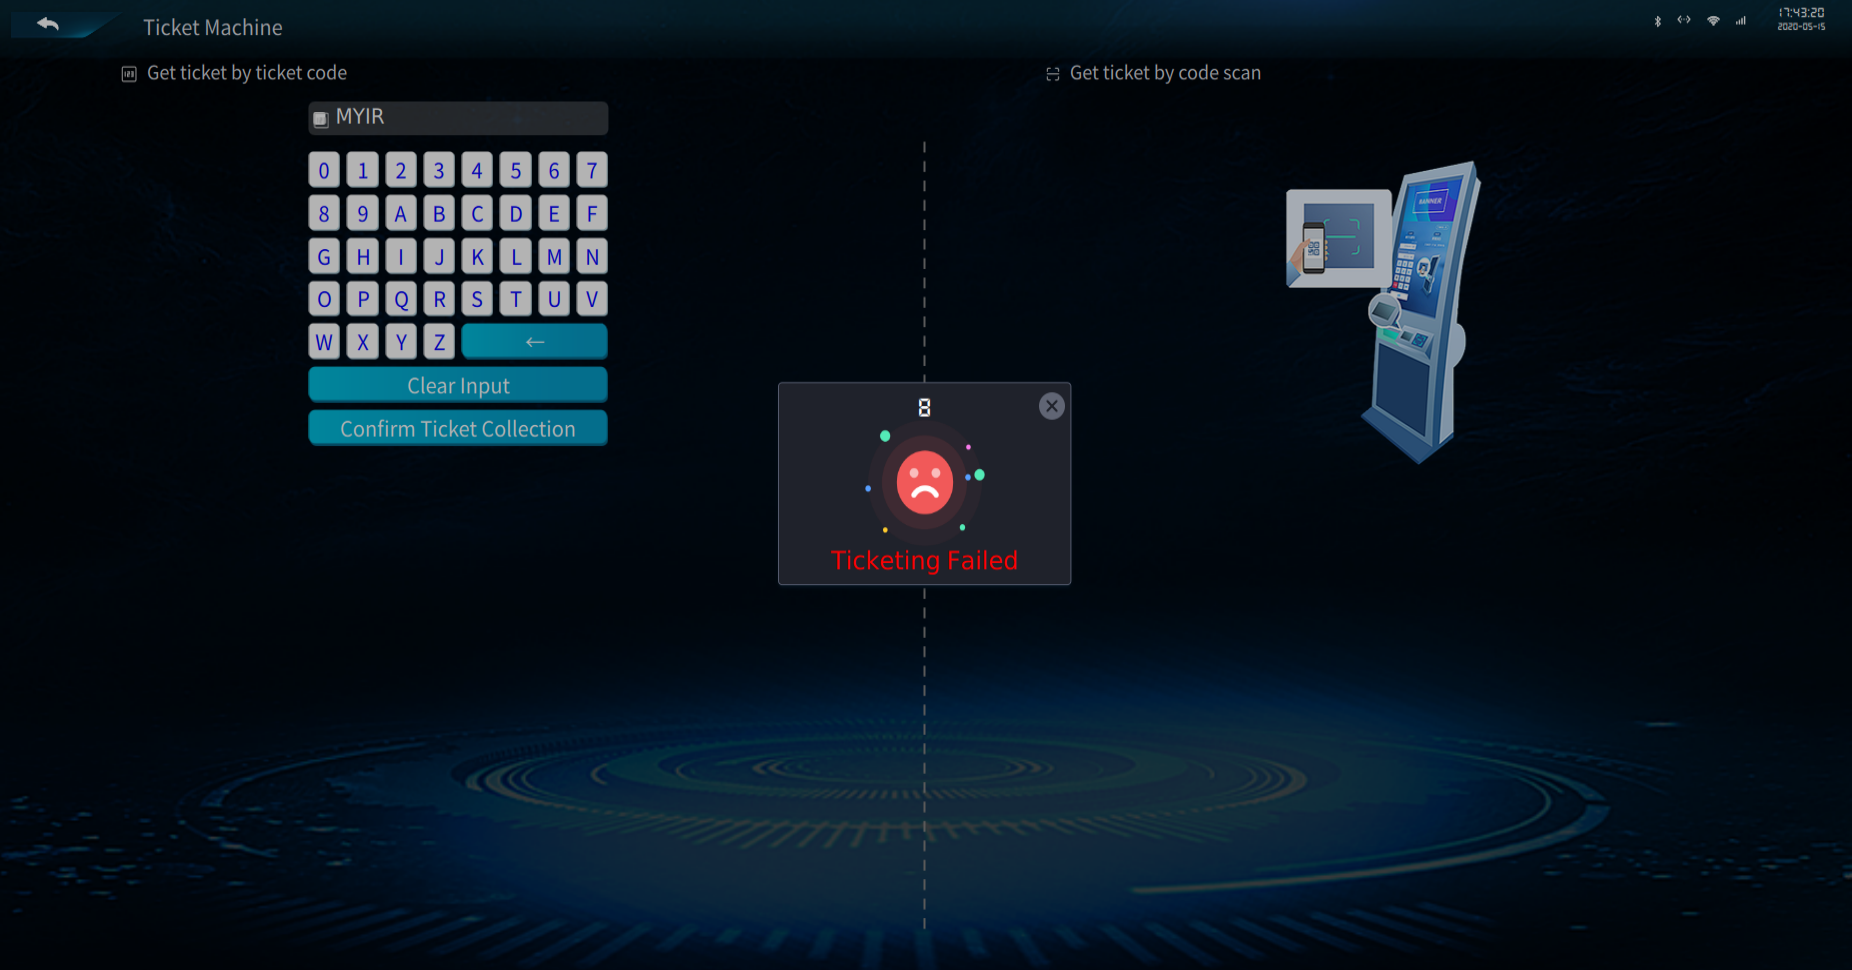 Ticket Machine
17:43:20
2020-05-15
Get ticket by ticket code
Get ticket by code scan
MYIR
0 1 2 3 4 5 6 7
8 9 A B C D E F
G H I J K L M N
O P Q R S T U V
W X Y Z ←
Clear Input
Confirm Ticket Collection
BANNER
8
Ticketing Failed